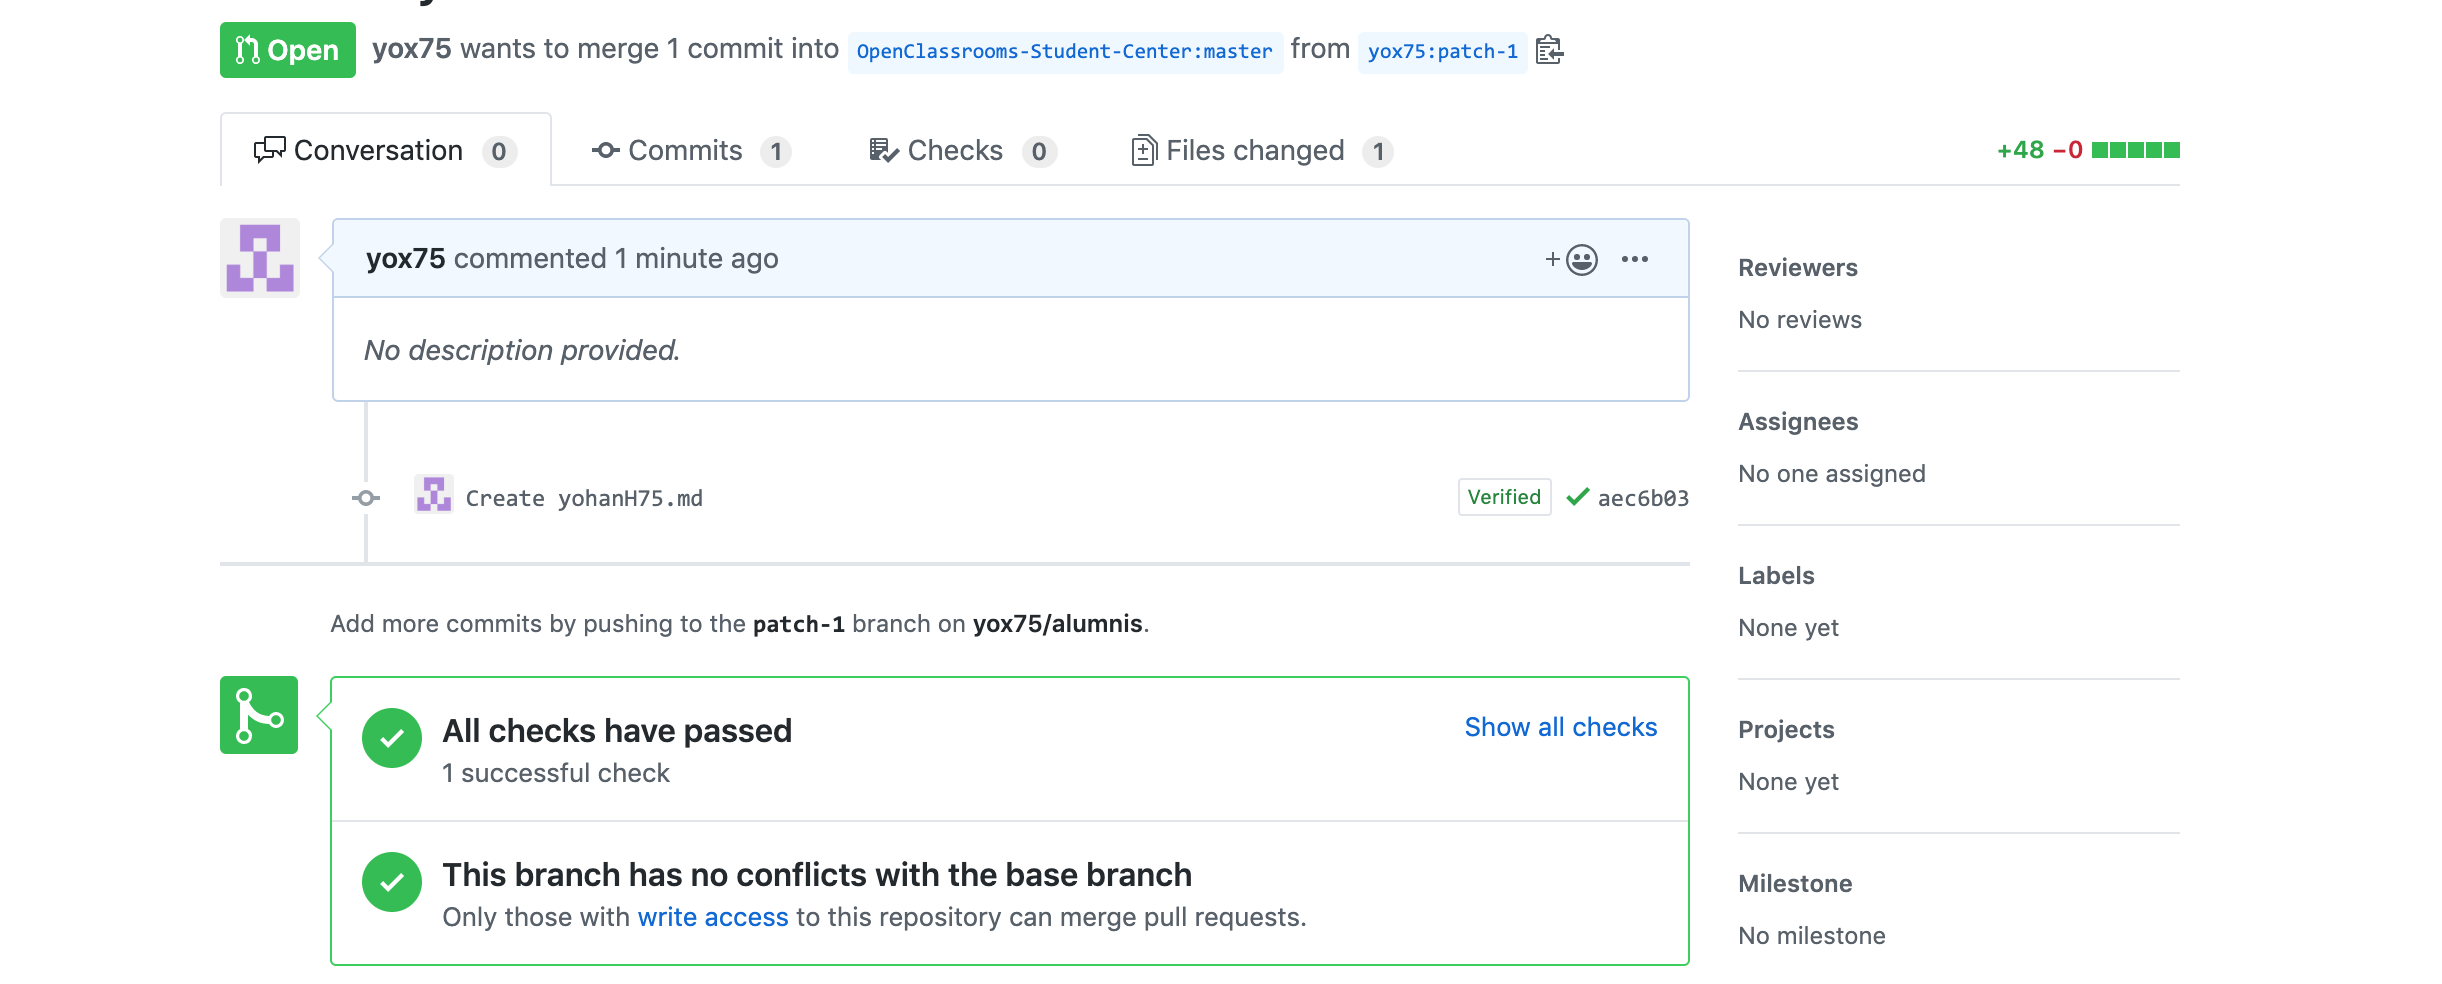 Open yox75 wants to merge 1 commit into OpenClassrooms-Student-Center:master from yox75:patch-1
Conversation 0 Commits 1 Checks 0 Files changed 1 +48 −0
yox75 commented 1 minute ago
No description provided.
Create yohanH75.md Verified aec6b03
Add more commits by pushing to the patch-1 branch on yox75/alumnis.
All checks have passed Show all checks
1 successful check
This branch has no conflicts with the base branch
Only those with write access to this repository can merge pull requests.
Reviewers
No reviews
Assignees
No one assigned
Labels
None yet
Projects
None yet
Milestone
No milestone